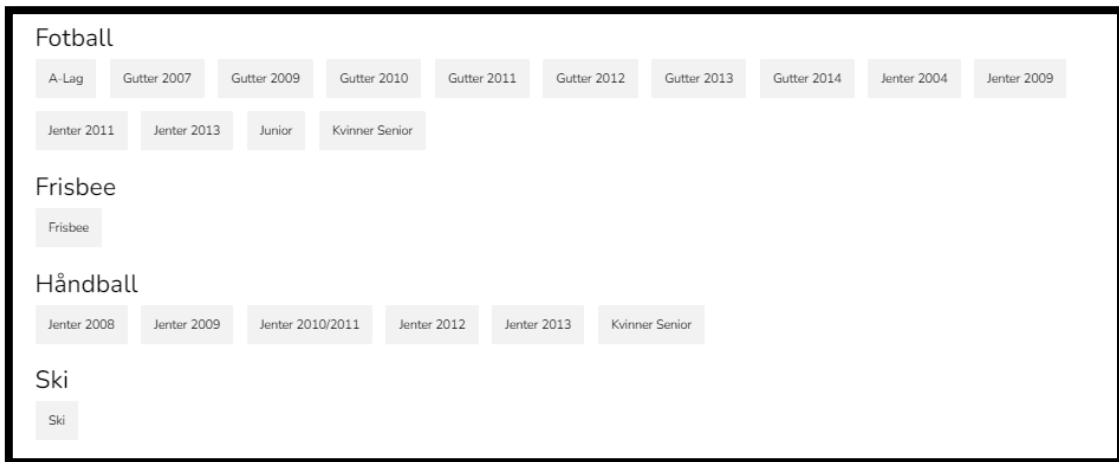 Fotball
A-Lag Gutter 2007 Gutter 2009 Gutter 2010 Gutter 2011 Gutter 2012 Gutter 2013 Gutter 2014 Jenter 2004 Jenter 2009
Jenter 2011 Jenter 2013 Junior Kvinner Senior
Frisbee
Frisbee
Håndball
Jenter 2008 Jenter 2009 Jenter 2010/2011 Jenter 2012 Jenter 2013 Kvinner Senior
Ski
Ski